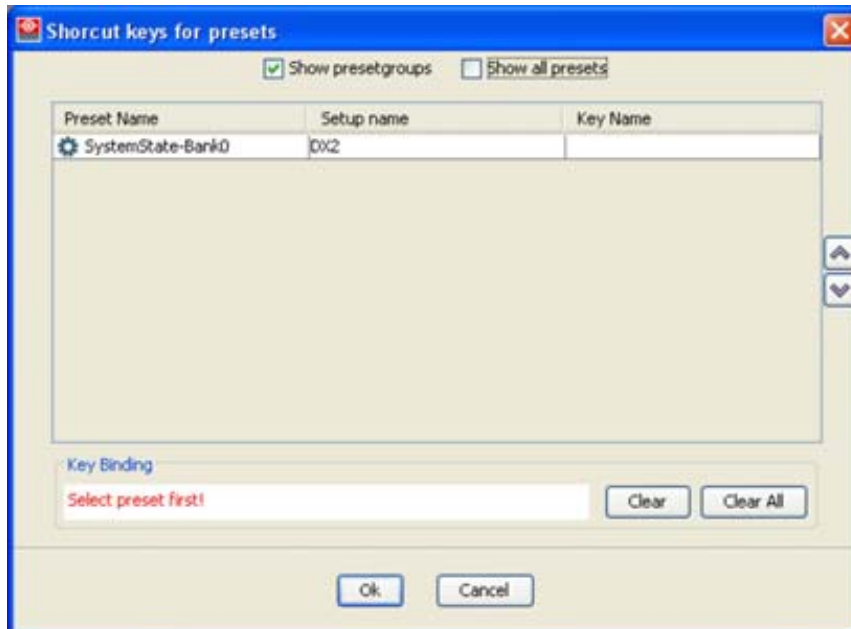 Shorcut keys for presets
Show presetgroups Show all presets
Preset Name Setup name Key Name
SystemState-Bank0 DX2
Key Binding
Select preset first!
Clear Clear All
Ok Cancel